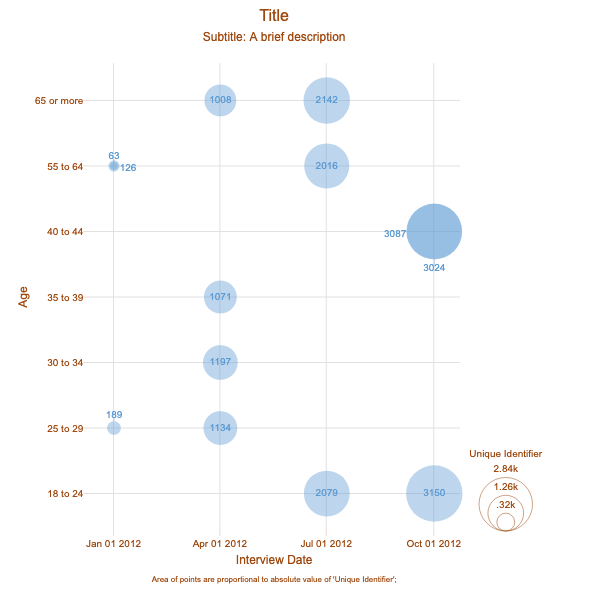 Title
Subtitle: A brief description
65 or more
1008
2142
63
55 to 64
126
2016
40 to 44
3087
3024
Age
35 to 39
1071
30 to 34
1197
189
25 to 29
1134
Unique Identifier
2.84k
1.26k
.32k
18 to 24
2079
3150
Jan 01 2012
Apr 01 2012
Jul 01 2012
Oct 01 2012
Interview Date
Area of points are proportional to absolute value of 'Unique Identifier';